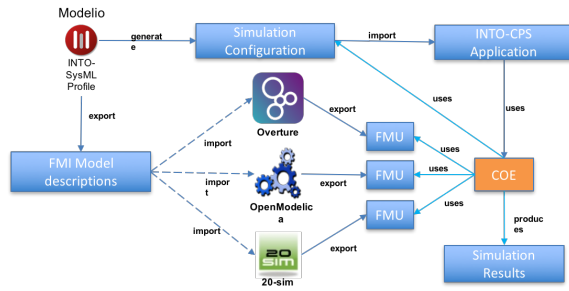 Modelio
INTO-
SysML
Profile
generat
e
Simulation
Configuration
import
INTO-CPS
Application
export
uses
uses
Overture
export
import
FMU
uses
FMI Model
descriptions
impor
t
OpenModelic
a
export
FMU
uses
COE
import
FMU
uses
export
20
sim
20-sim
produc
es
Simulation
Results